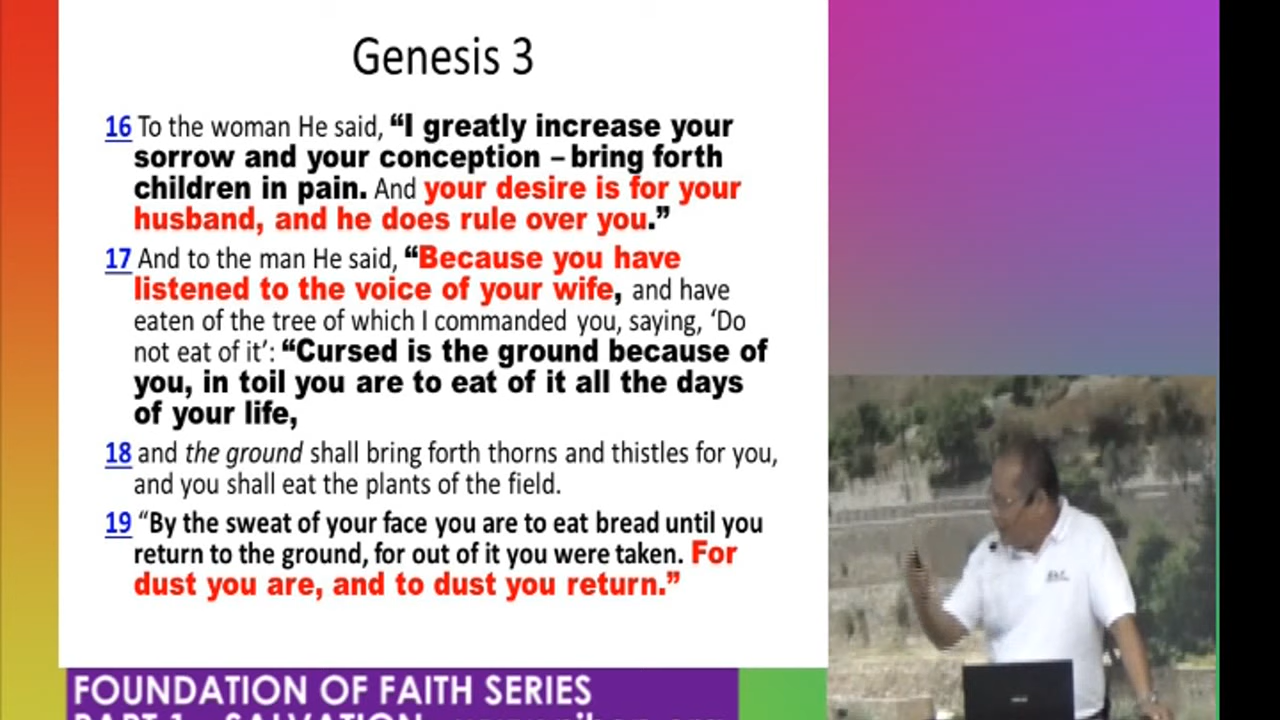 Genesis 3
16 To the woman He said, “I greatly increase your
sorrow and your conception – bring forth
children in pain. And your desire is for your
husband, and he does rule over you.”
17 And to the man He said, “Because you have
listened to the voice of your wife, and have
eaten of the tree of which I commanded you, saying, ‘Do
not eat of it’: “Cursed is the ground because of
you, in toil you are to eat of it all the days
of your life,
18 and the ground shall bring forth thorns and thistles for you,
and you shall eat the plants of the field.
19 “By the sweat of your face you are to eat bread until you
return to the ground, for out of it you were taken. For
dust you are, and to dust you return.”
FOUNDATION OF FAITH SERIES
PART 1 - SALVATION